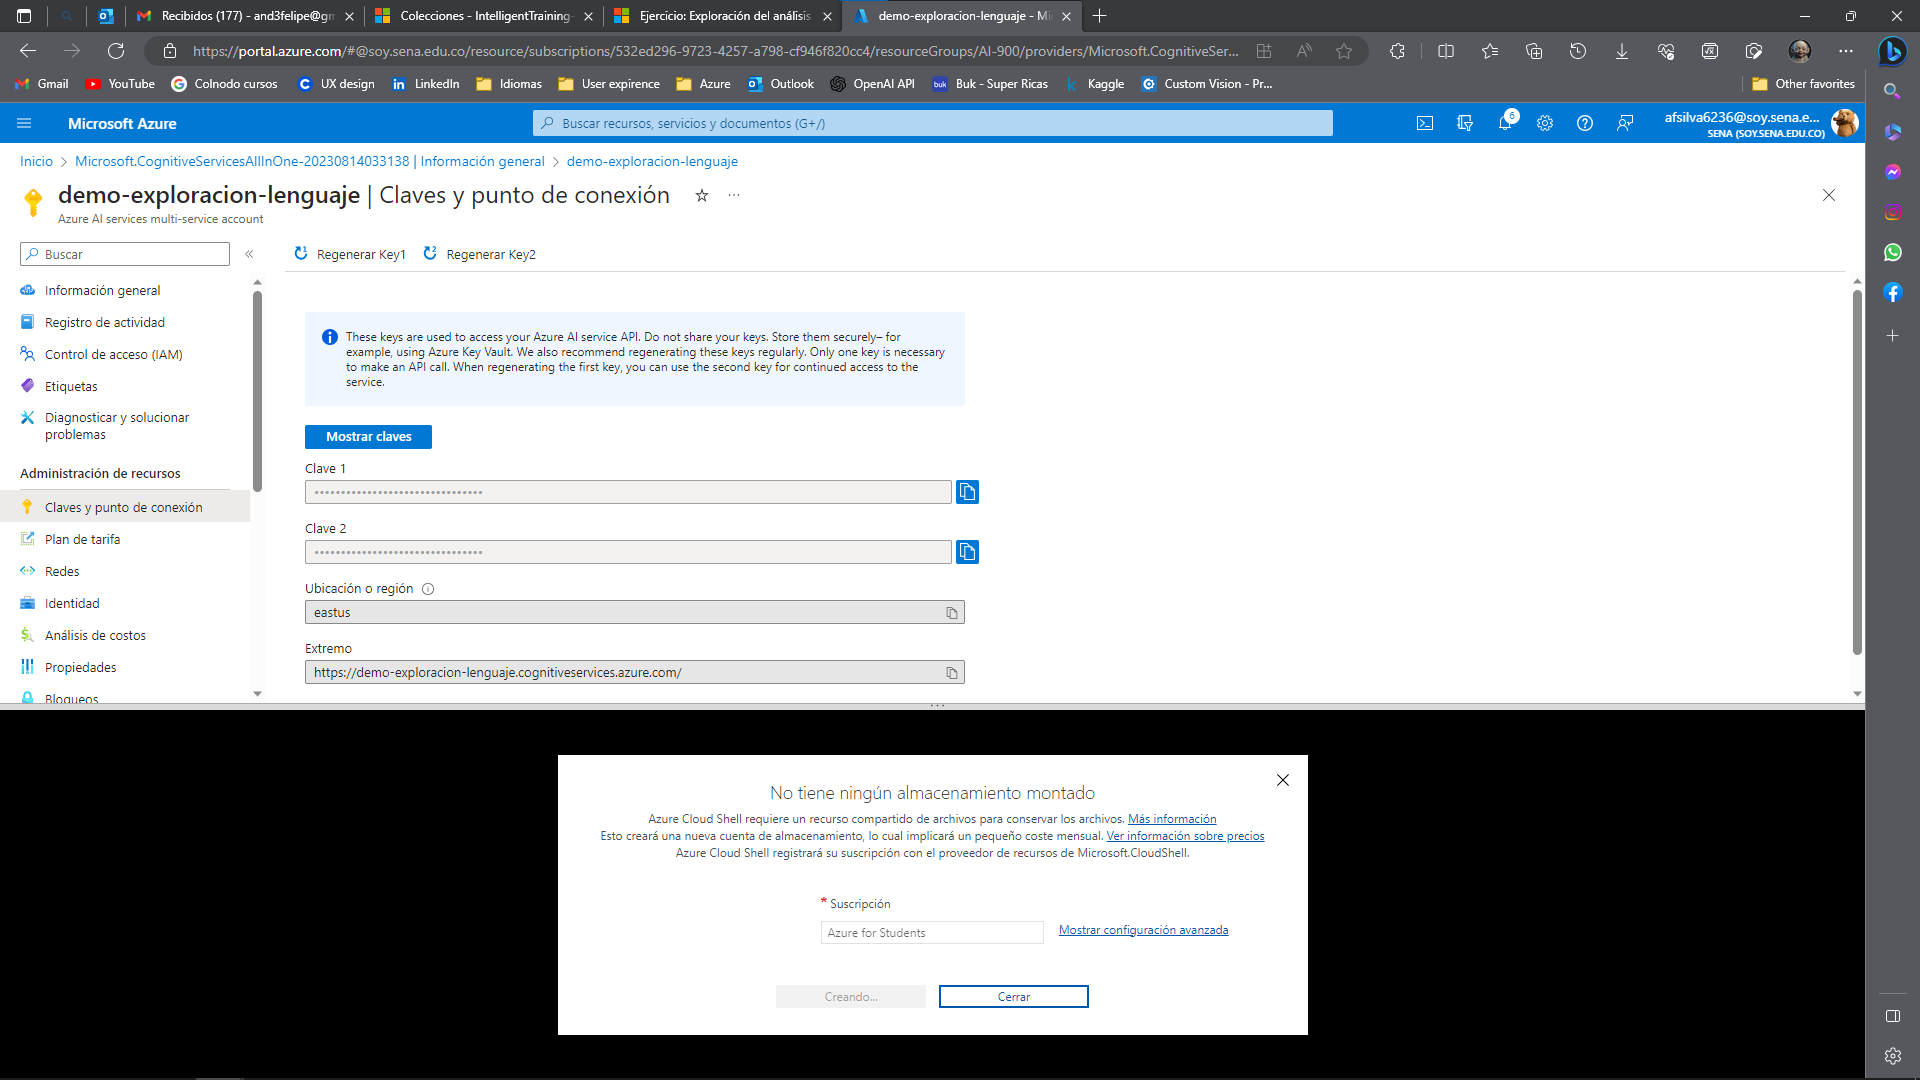 Recibidos (177) - and3felipe@gm
Colecciones - IntelligentTraining-
Ejercicio: Exploración del análisis
demo-exploracion-lenguaje - Mi
https://portal.azure.com/#@soy.sena.edu.co/resource/subscriptions/532ed296-9723-4257-a798-cf946f820cc4/resourceGroups/AI-900/providers/Microsoft.CognitiveSer...
Gmail
YouTube
Colnodo cursos
UX design
LinkedIn
Idiomas
User expirence
Azure
Outlook
OpenAI API
buk
Buk - Super Ricas
Kaggle
Custom Vision - Pr...
Other favorites
Microsoft Azure
Buscar recursos, servicios y documentos (G+/)
6
afsilva6236@soy.sena.e...
SENA (SOY.SENA.EDU.CO)
Inicio > Microsoft.CognitiveServicesAllInOne-20230814033138 | Información general > demo-exploracion-lenguaje
demo-exploracion-lenguaje | Claves y punto de conexión
Azure AI services multi-service account
Buscar
Regenerar Key1
Regenerar Key2
Información general
Registro de actividad
Control de acceso (IAM)
Etiquetas
Diagnosticar y solucionar
problemas
Administración de recursos
Claves y punto de conexión
Plan de tarifa
Redes
Identidad
Análisis de costos
Propiedades
Bloqueos
These keys are used to access your Azure AI service API. Do not share your keys. Store them securely– for
example, using Azure Key Vault. We also recommend regenerating these keys regularly. Only one key is necessary
to make an API call. When regenerating the first key, you can use the second key for continued access to the
service.
Mostrar claves
Clave 1
••••••••••••••••••••••••••••••••
Clave 2
••••••••••••••••••••••••••••••••
Ubicación o región
eastus
Extremo
https://demo-exploracion-lenguaje.cognitiveservices.azure.com/
No tiene ningún almacenamiento montado
Azure Cloud Shell requiere un recurso compartido de archivos para conservar los archivos. Más información
Esto creará una nueva cuenta de almacenamiento, lo cual implicará un pequeño coste mensual. Ver información sobre precios
Azure Cloud Shell registrará su suscripción con el proveedor de recursos de Microsoft.CloudShell.
* Suscripción
Azure for Students
Mostrar configuración avanzada
Creando...
Cerrar